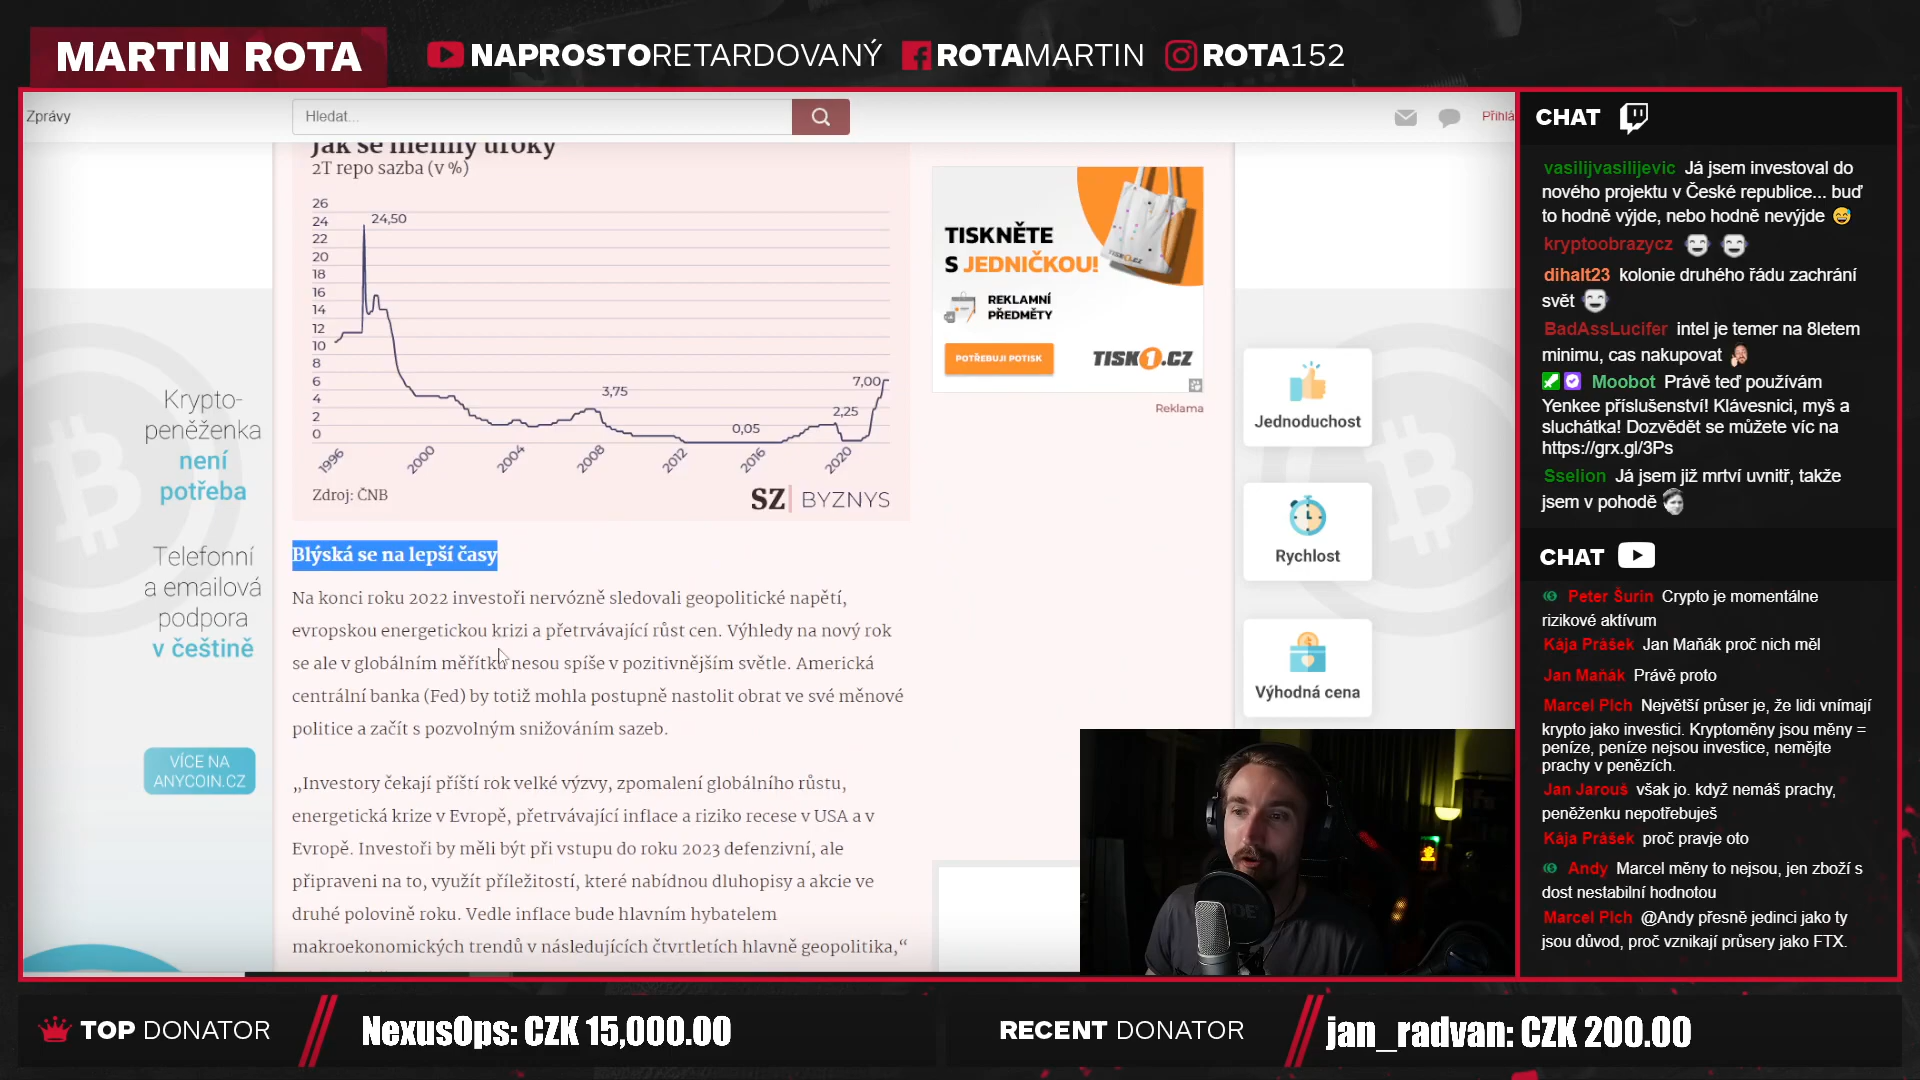 MARTIN ROTA
NAPROSTORETARDOVANÝ
ROTAMARTIN
ROTA152
Zprávy
Hledat...
Přihlá
Jak se měnily úroky
2T repo sazba (v %)
26
24
22
20
18
16
14
12
10
8
6
4
2
0
24,50
3,75
0,05
2,25
7,00
1996
2000
2004
2008
2012
2016
2020
Zdroj: ČNB
SZ BYZNYS
Krypto-
peněženka
není
potřeba
Telefonní
a emailová
podpora
v češtině
VÍCE NA
ANYCOIN.CZ
Blýská se na lepší časy
Na konci roku 2022 investoři nervózně sledovali geopolitické napětí,
evropskou energetickou krizi a přetrvávající růst cen. Výhledy na nový rok
se ale v globálním měřítku nesou spíše v pozitivnějším světle. Americká
centrální banka (Fed) by totiž mohla postupně nastolit obrat ve své měnové
politice a začít s pozvolným snižováním sazeb.
„Investory čekají příští rok velké výzvy, zpomalení globálního růstu,
energetická krize v Evropě, přetrvávající inflace a riziko recese v USA a v
Evropě. Investoři by měli být při vstupu do roku 2023 defenzivní, ale
připraveni na to, využít příležitostí, které nabídnou dluhopisy a akcie ve
druhé polovině roku. Vedle inflace bude hlavním hybatelem
makroekonomických trendů v následujících čtvrtletích hlavně geopolitika,“
TISKNĚTE
S JEDNIČKOU!
REKLAMNÍ
PŘEDMĚTY
POTŘEBUJI POTISK
TISK1.CZ
Reklama
Jednoduchost
Rychlost
Výhodná cena
CHAT
vasilijvasilijevic Já jsem investoval do
nového projektu v České republice... buď
to hodně výjde, nebo hodně nevýjde
kryptoobrazycz
dihalt23 kolonie druhého řádu zachrání
svět
BadAssLucifer intel je temer na 8letem
minimu, cas nakupovat
Moobot Právě teď používám
Yenkee příslušenství! Klávesnici, myš a
sluchátka! Dozvědět se můžete víc na
https://grx.gl/3Ps
Sselion Já jsem již mrtví uvnitř, takže
jsem v pohodě
CHAT
Peter Šurin Crypto je momentálne
rizikové aktívum
Kája Prášek Jan Maňák proč nich měl
Jan Maňák Právě proto
Marcel Plch Největší průser je, že lidi vnímají
krypto jako investici. Kryptoměny jsou měny =
peníze, peníze nejsou investice, nemějte
prachy v penězích.
Jan Jarouš však jo. když nemáš prachy,
peněženku nepotřebuješ
Kája Prášek proč pravje oto
Andy Marcel měny to nejsou, jen zboží s
dost nestabilní hodnotou
Marcel Plch @Andy přesně jedinci jako ty
jsou důvod, proč vznikají průsery jako FTX.
TOP DONATOR
NexusOps: CZK 15,000.00
RECENT DONATOR
jan_radvan: CZK 200.00